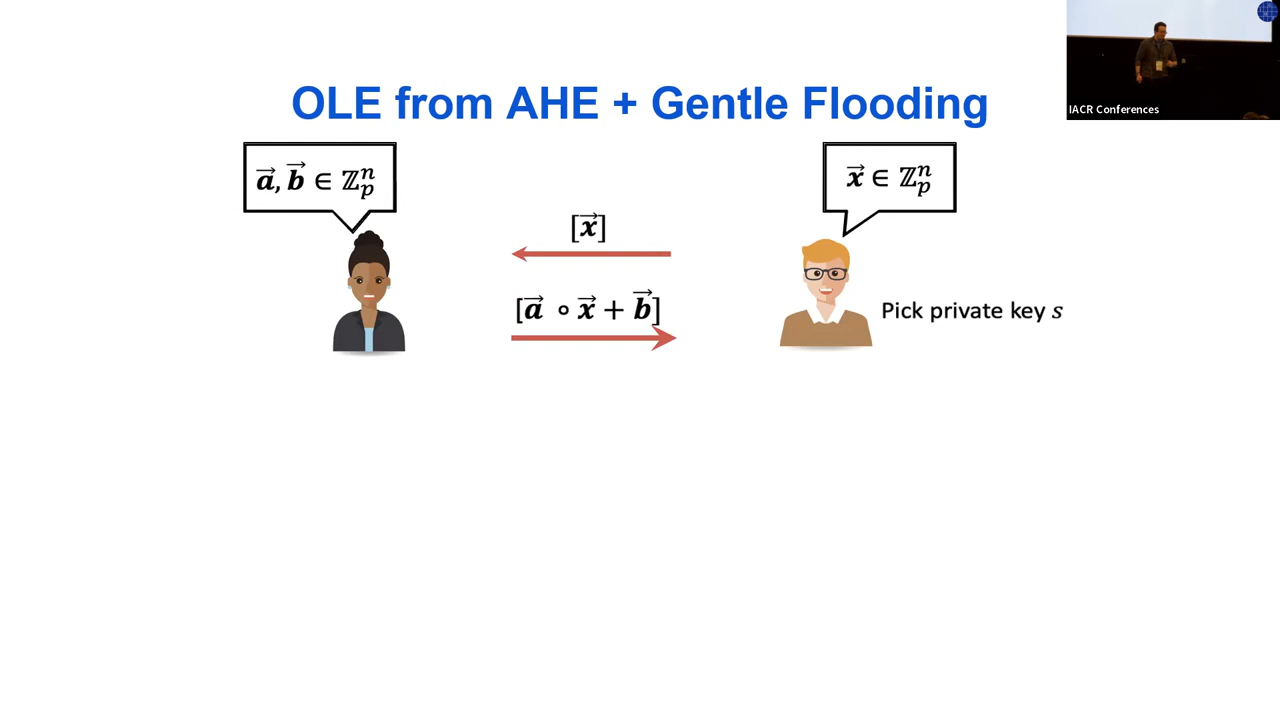 OLE from AHE + Gentle Flooding
IACR Conferences
𝒂⃗, 𝒃⃗ ∈ ℤₚⁿ
𝒙⃗ ∈ ℤₚⁿ
[𝒙⃗]
[𝒂⃗ ∘ 𝒙⃗ + 𝒃⃗]
Pick private key 𝑠